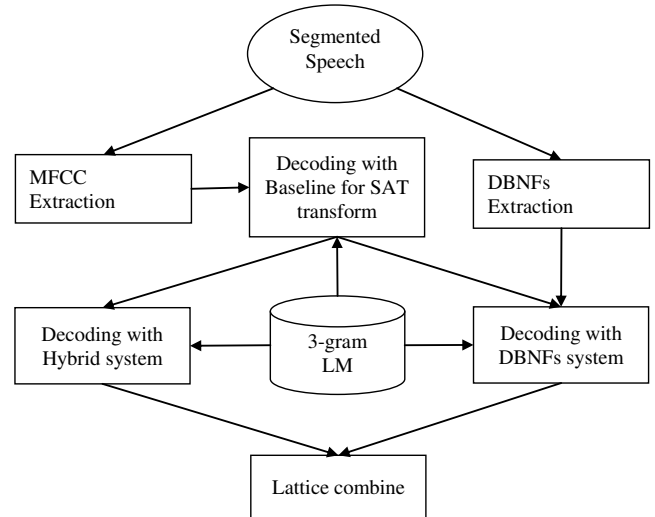 Segmented
Speech
MFCC
Extraction
Decoding with
Baseline for SAT
transform
DBNFs
Extraction
Decoding with
Hybrid system
3-gram
LM
Decoding with
DBNFs system
Lattice combine